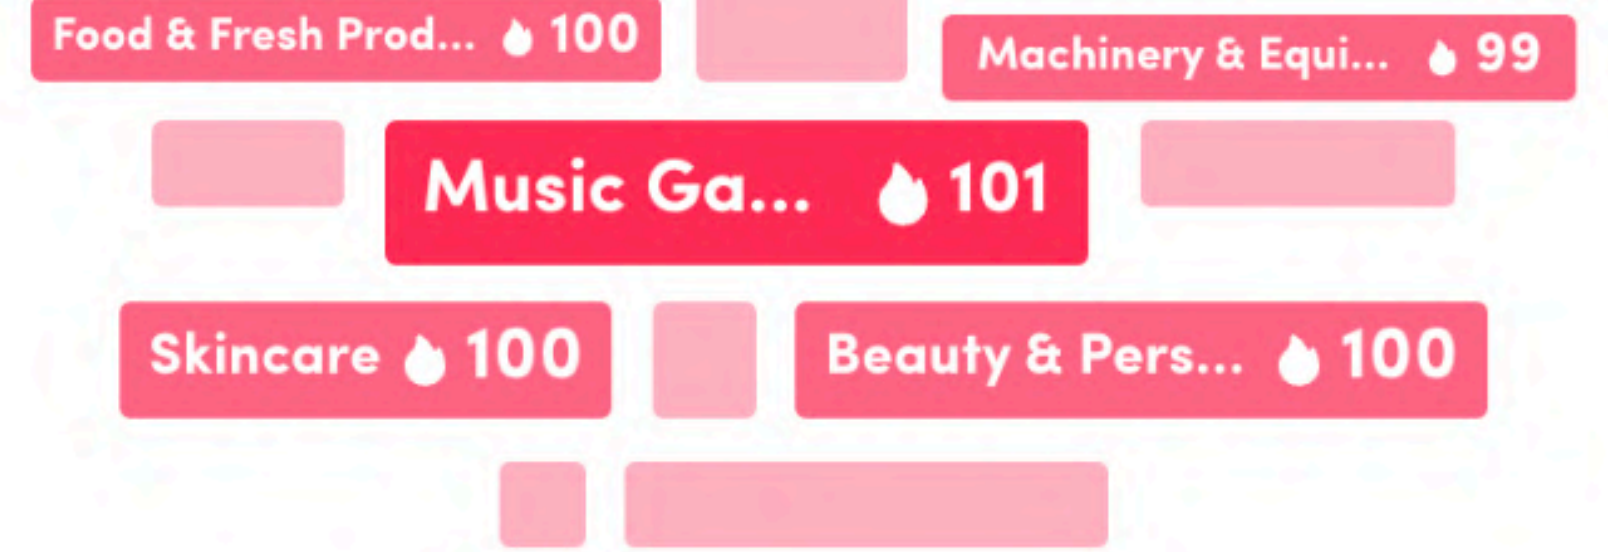 Food & Fresh Prod... 100
Machinery & Equi... 99
Music Ga... 101
Skincare 100
Beauty & Pers... 100